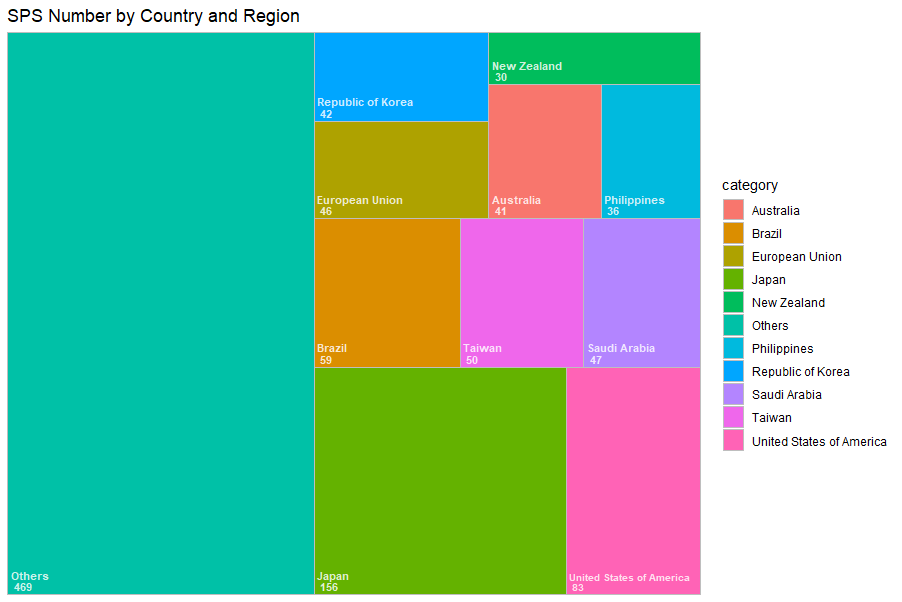 SPS Number by Country and Region
New Zealand
30
Republic of Korea
42
European Union
46
Australia
41
Philippines
36
Brazil
59
Taiwan
50
Saudi Arabia
47
Others
469
Japan
156
United States of America
83
category
Australia
Brazil
European Union
Japan
New Zealand
Others
Philippines
Republic of Korea
Saudi Arabia
Taiwan
United States of America